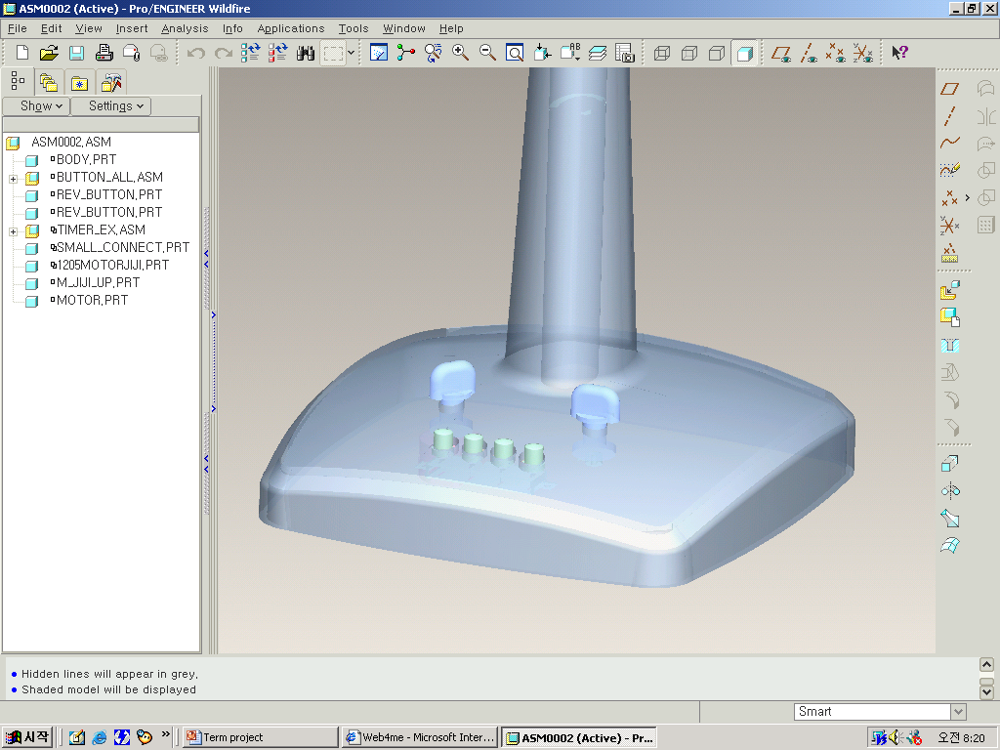 ASM0002 (Active) - Pro/ENGINEER Wildfire
File Edit View Insert Analysis Info Applications Tools Window Help
Show Settings
ASM0002.ASM
BODY.PRT
BUTTON_ALL.ASM
REV_BUTTON.PRT
REV_BUTTON.PRT
TIMER_EX.ASM
SMALL_CONNECT.PRT
1205MOTORJIJI.PRT
M_JIJI_UP.PRT
MOTOR.PRT
Hidden lines will appear in grey.
Shaded model will be displayed
Smart
시작 Term project Web4me - Microsoft Inter... ASM0002 (Active) - Pr... 오전 8:20